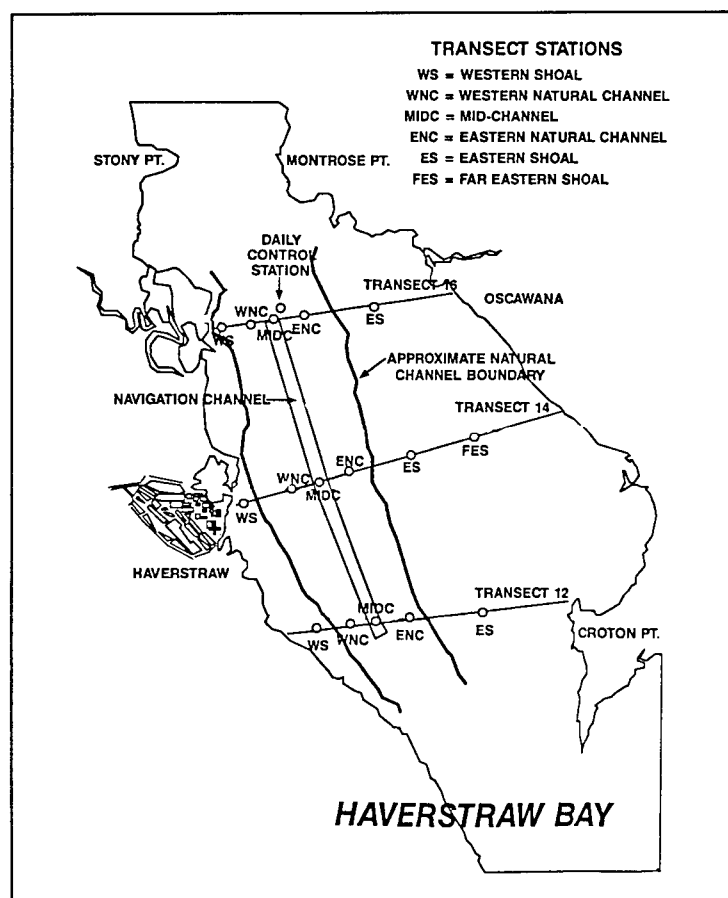 TRANSECT STATIONS
WS = WESTERN SHOAL
WNC = WESTERN NATURAL CHANNEL
MIDC = MID-CHANNEL
ENC = EASTERN NATURAL CHANNEL
ES = EASTERN SHOAL
FES = FAR EASTERN SHOAL
STONY PT.
MONTROSE PT.
DAILY
CONTROL
STATION
TRANSECT 16
OSCAWANA
WNC
ES
WS
MIDC
ENC
APPROXIMATE NATURAL
CHANNEL BOUNDARY
NAVIGATION CHANNEL
TRANSECT 14
FES
ES
ENC
WNC
MIDC
WS
HAVERSTRAW
TRANSECT 12
MIDC
WS
WNC
ENC
ES
CROTON PT.
HAVERSTRAW BAY